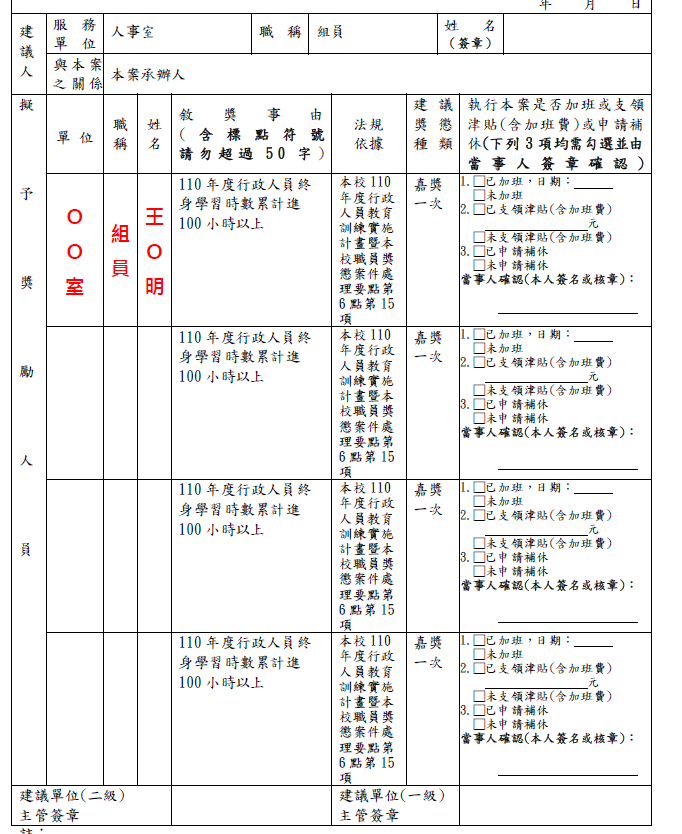 年 月 日
建議人
服務單位
人事室
職稱
組員
姓名
(簽章)
與本案之關係
本案承辦人
擬予獎勵人員
單位
職稱
姓名
敘獎事由
(含標點符號
請勿超過50字)
法規
依據
建議
獎懲
種類
執行本案是否加班或支領
津貼(含加班費)或申請補
休(下列3項均需勾選並由
當事人簽章確認)
O
O
室
組
員
王
O
明
110年度行政人員終
身學習時數累計進
100小時以上
本校110
年度行政
人員教育
訓練實施
計畫暨本
校職員獎
懲案件處
理要點第
6點第15
項
嘉獎
一次
1.□已加班，日期：
□未加班
2.□已支領津貼(含加班費)
元
□未支領津貼(含加班費)
3.□已申請補休
□未申請補休
當事人確認(本人簽名或核章)：
110年度行政人員終
身學習時數累計進
100小時以上
本校110
年度行政
人員教育
訓練實施
計畫暨本
校職員獎
懲案件處
理要點第
6點第15
項
嘉獎
一次
1.□已加班，日期：
□未加班
2.□已支領津貼(含加班費)
元
□未支領津貼(含加班費)
3.□已申請補休
□未申請補休
當事人確認(本人簽名或核章)：
110年度行政人員終
身學習時數累計進
100小時以上
本校110
年度行政
人員教育
訓練實施
計畫暨本
校職員獎
懲案件處
理要點第
6點第15
項
嘉獎
一次
1.□已加班，日期：
□未加班
2.□已支領津貼(含加班費)
元
□未支領津貼(含加班費)
3.□已申請補休
□未申請補休
當事人確認(本人簽名或核章)：
110年度行政人員終
身學習時數累計進
100小時以上
本校110
年度行政
人員教育
訓練實施
計畫暨本
校職員獎
懲案件處
理要點第
6點第15
項
嘉獎
一次
1.□已加班，日期：
□未加班
2.□已支領津貼(含加班費)
元
□未支領津貼(含加班費)
3.□已申請補休
□未申請補休
當事人確認(本人簽名或核章)：
建議單位(二級)
主管簽章
建議單位(一級)
主管簽章
註：